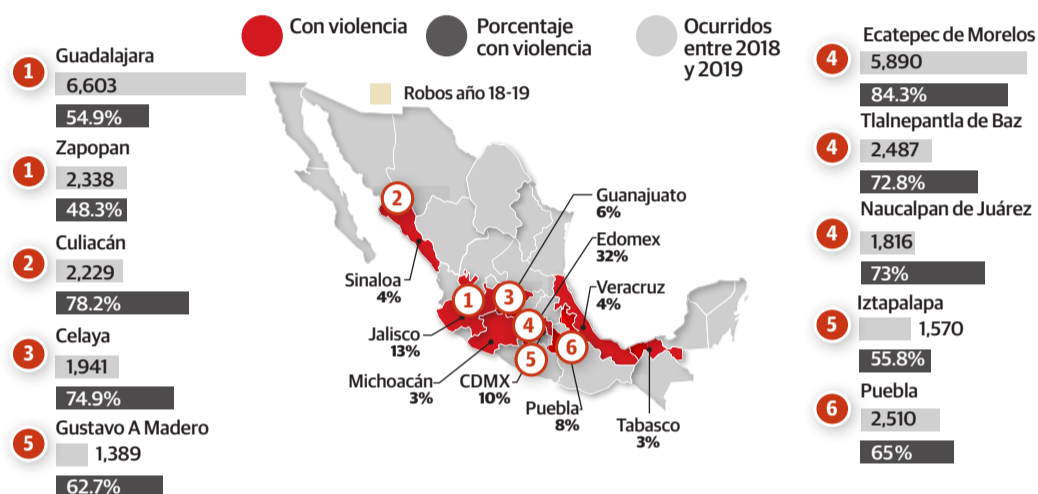 Con violencia
Porcentaje
con violencia
Ocurridos
entre 2018
y 2019
Robos año 18-19
1
Guadalajara
6,603
54.9%
1
Zapopan
2,338
48.3%
2
Culiacán
2,229
78.2%
3
Celaya
1,941
74.9%
5
Gustavo A Madero
1,389
62.7%
2
1
3
4
5
6
Guanajuato
6%
Edomex
32%
Veracruz
4%
Sinaloa
4%
Jalisco
13%
Michoacán
3%
CDMX
10%
Puebla
8%
Tabasco
3%
4
Ecatepec de Morelos
5,890
84.3%
4
Tlalnepantla de Baz
2,487
72.8%
4
Naucalpan de Juárez
1,816
73%
5
Iztapalapa
1,570
55.8%
6
Puebla
2,510
65%